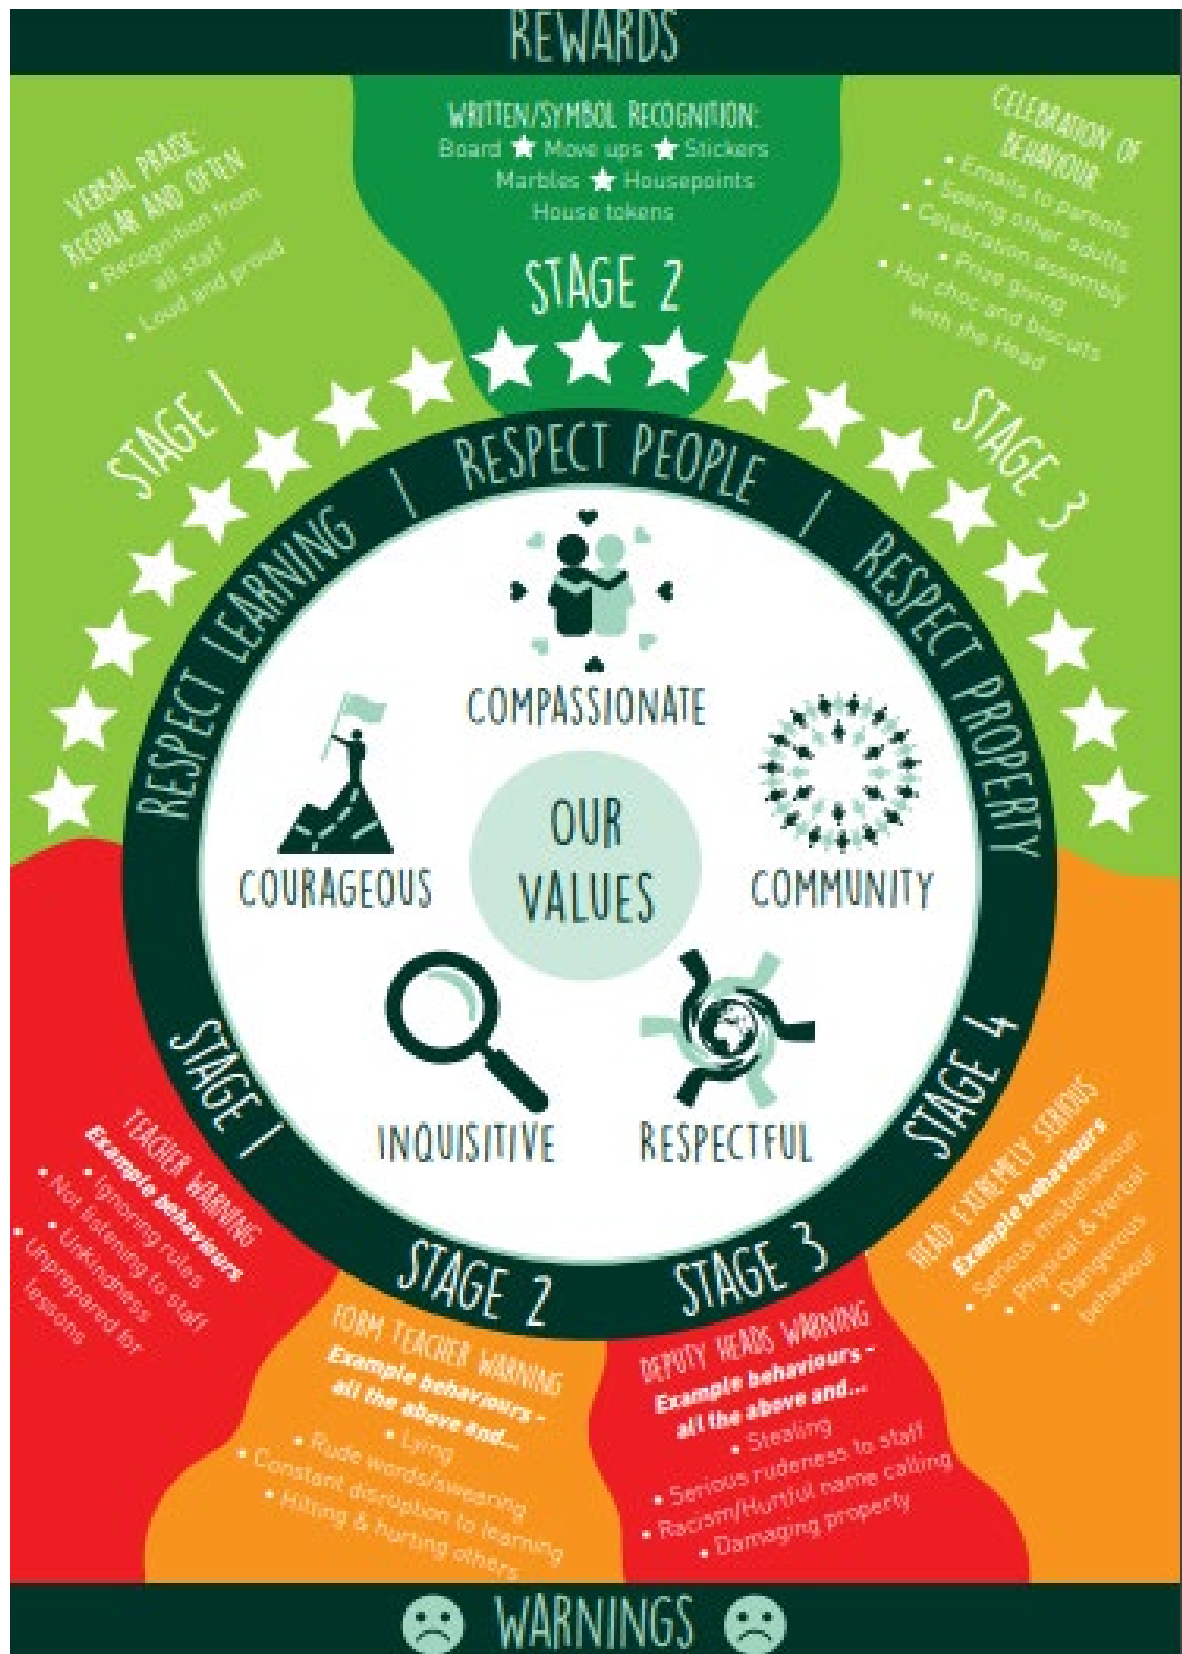 REWARDS
VERBAL PRAISE:
REGULAR AND OFTEN
• Recognition from
all staff
• Loud and proud
STAGE 1
WRITTEN/SYMBOL RECOGNITION:
Board ★ Move ups ★ Stickers
Marbles ★ Housepoints
House tokens
STAGE 2
CELEBRATION OF
BEHAVIOUR
• Emails to parents
• Seeing other adults
• Celebration assembly
• Prize giving
• Hot choc and biscuits
with the Head
STAGE 3
RESPECT LEARNING | RESPECT PEOPLE | RESPECT PROPERTY
COMPASSIONATE
COURAGEOUS
OUR
VALUES
COMMUNITY
INQUISITIVE
RESPECTFUL
STAGE 1
TEACHER WARNING
Example behaviours
• Ignoring rules
• Not listening to staff
• Unkindness
• Unprepared for
lessons
STAGE 2
FORM TEACHER WARNING
Example behaviours -
all the above and...
• Lying
• Rude words/swearing
• Constant disruption to learning
• Hitting & hurting others
STAGE 3
DEPUTY HEADS WARNING
Example behaviours -
all the above and...
• Stealing
• Serious rudeness to staff
• Racism/Hurtful name calling
• Damaging property
STAGE 4
HEAD EXTREMELY SERIOUS
Example behaviours
• Serious misbehaviour
• Physical & verbal
• Dangerous
behaviour
WARNINGS